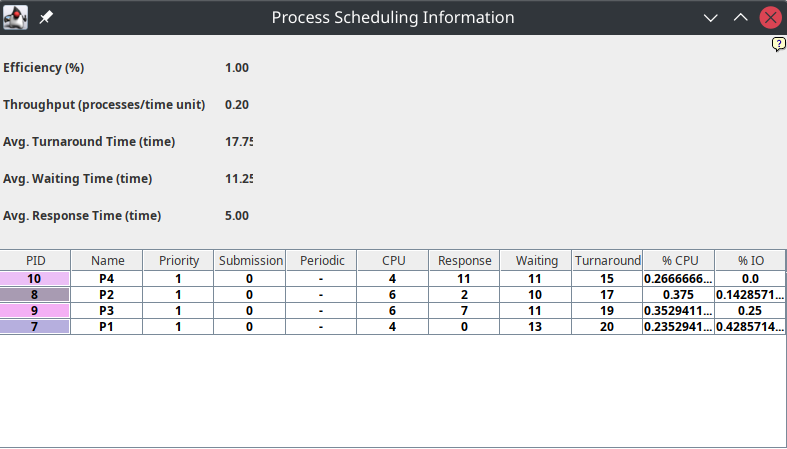 Process Scheduling Information
?
Efficiency (%) 1.00
Throughput (processes/time unit) 0.20
Avg. Turnaround Time (time) 17.75
Avg. Waiting Time (time) 11.25
Avg. Response Time (time) 5.00
PID Name Priority Submission Periodic CPU Response Waiting Turnaround % CPU % IO
10 P4 1 0 - 4 11 11 15 0.2666666... 0.0
8 P2 1 0 - 6 2 10 17 0.375 0.1428571...
9 P3 1 0 - 6 7 11 19 0.3529411... 0.25
7 P1 1 0 - 4 0 13 20 0.2352941... 0.4285714...